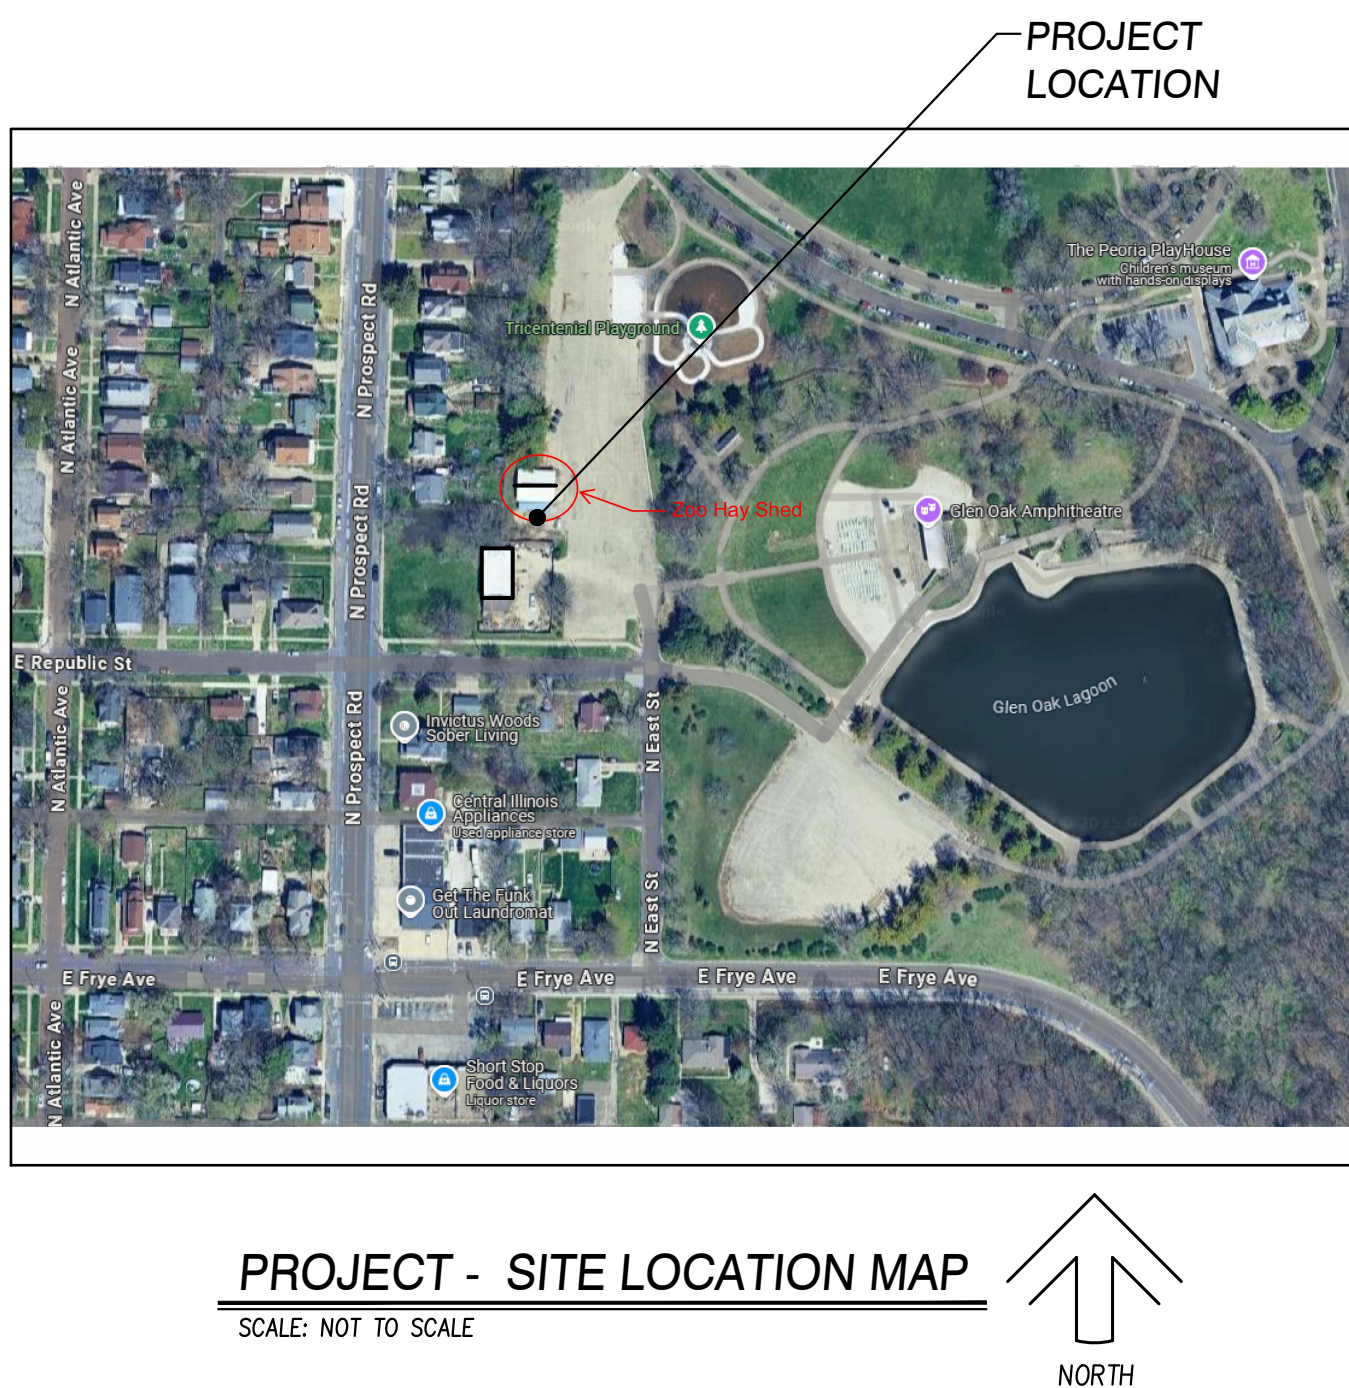 PROJECT
LOCATION
N Atlantic Ave
N Prospect Rd
The Peoria PlayHouse
Children's museum
with hands-on displays
Tricentenial Playground
N Atlantic Ave
N Prospect Rd
Zoo Hay Shed
Glen Oak Amphitheatre
E Republic St
Glen Oak Lagoon
N Atlantic Ave
N Prospect Rd
Invictus Woods
Sober Living
N East St
Central Illinois
Appliances
Used appliance store
Get The Funk
Out Laundromat
N East St
E Frye Ave
E Frye Ave
E Frye Ave
E Frye Ave
N Atlantic Ave
Short Stop
Food & Liquors
Liquor store
PROJECT - SITE LOCATION MAP
SCALE: NOT TO SCALE
NORTH